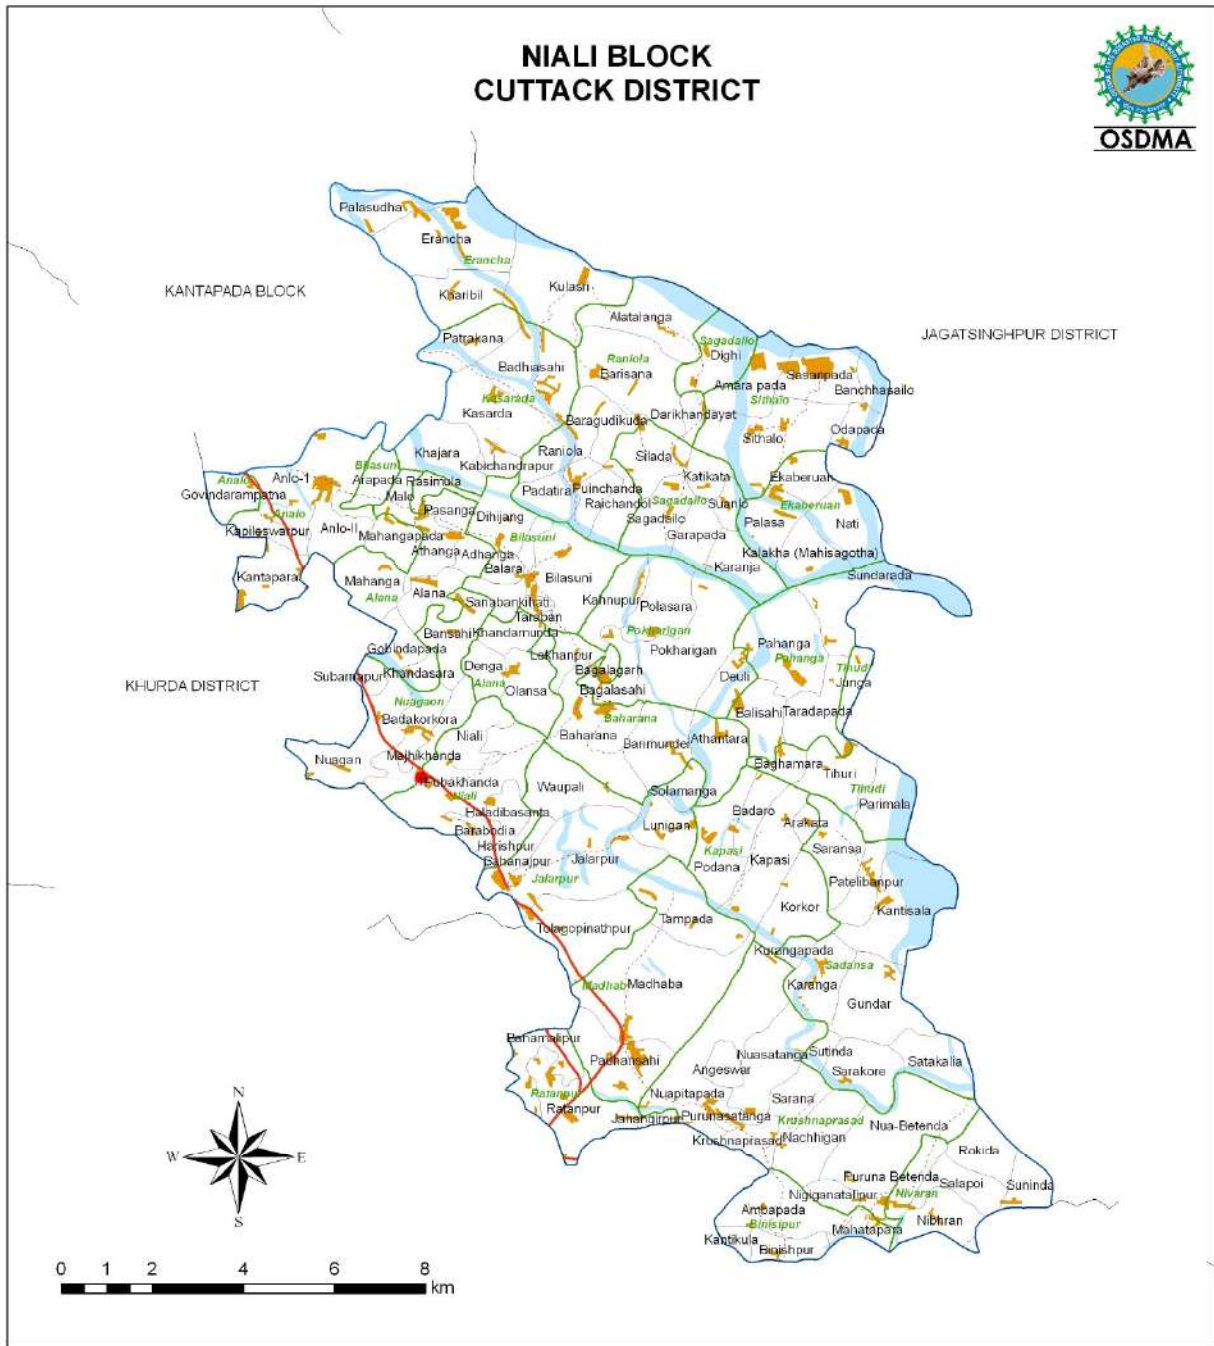 NIALI BLOCK
CUTTACK DISTRICT
OSDMA
KANTAPADA BLOCK
JAGATSINGHPUR DISTRICT
KHURDA DISTRICT
Palasudha
Erancha
Erancha
Kharibil
Kulasri
Alatalanga
Patrakana
Sagadailo
Dighi
Badhiasahi
Raniola
Barisana
Amara pada
Sasanpada
Banchhasailo
Sithalo
Kasarada
Kasarda
Baragudikuda
Darikhandayat
Odapada
Sithalo
Khajara
Raniola
Silada
Kabichandrapur
Katikata
Ekaberuan
Bilasuni
Analo
Anlo-1
Arapada
Rasimula
Govindarampatna
Malo
Padatira
Puinchanda
Raichandoi
Sagadailo
Suanlo
Ekaberuan
Analo
Pasanga
Dihijang
Sagadailo
Palasa
Nati
Kapileswarpur
Anlo-II
Mahangapada
Bilasuni
Garapada
Athanga
Adhanga
Kalakha (Mahisagotha)
Balara
Karanja
Kantapara
Mahanga
Bilasuni
Sundarada
Alana
Alana
Sanabankihati
Kahnupur
Polasara
Taraban
Bansahi
Khandamunda
Pokharigan
Pahanga
Gobindapada
Lekhanpur
Pokharigan
Pahanga
Subarnapur
Khandasara
Denga
Bagalagarh
Deuli
Tihudi
Junga
Alana
Olansa
Bagalasahi
Nuagaon
Badakorkora
Baharana
Balisahi
Taradapada
Niali
Baharana
Barimunder
Athantara
Nuagan
Majhikhanda
Baghamara
Tihuri
Pubakhanda
Niali
Waupali
Solamanga
Tihudi
Parimala
Haladibasanta
Badaro
Barabodia
Lunigan
Arakata
Harishpur
Kapasi
Saransa
Babanajpur
Jalarpur
Podana
Kapasi
Jalarpur
Patelibanpur
Korkor
Kantisala
Tampada
Tolagopinathpur
Kurangapada
Sadansa
Madhab
Madhaba
Karanga
Gundar
Bahamalipur
Padhansahi
Nuasatanga
Sutinda
Satakalia
Angeswar
Sarakore
Ratanpur
Nuapitapada
Sarana
Ratanpur
Jahangirpur
Purunasatanga
Krushnaprasad
Nua-Betenda
Krushnaprasad
Nachhigan
Rokida
Puruna Betenda
Salapoi
Suninda
Nigiganatalipur
Nivaran
Ambapada
Binisipur
Mahatapara
Nibhran
Kantikula
Binishpur
N
W
E
S
0 1 2 4 6 8
km